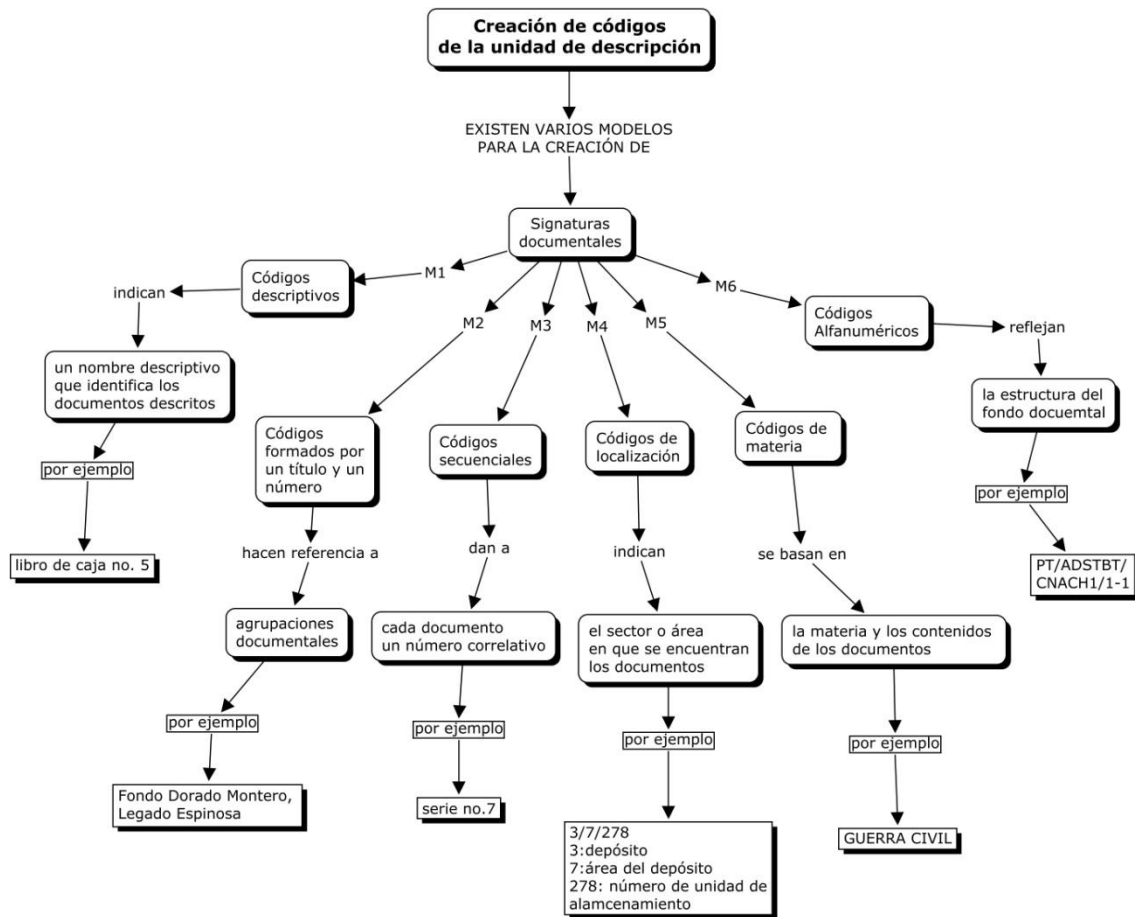 Creación de códigos
de la unidad de descripción
EXISTEN VARIOS MODELOS
PARA LA CREACIÓN DE
Signaturas
documentales
M1
Códigos
descriptivos
indican
un nombre descriptivo
que identifica los
documentos descritos
por ejemplo
libro de caja no. 5
M2
Códigos
formados por
un título y un
número
hacen referencia a
agrupaciones
documentales
por ejemplo
Fondo Dorado Montero,
Legado Espinosa
M3
Códigos
secuenciales
dan a
cada documento
un número correlativo
por ejemplo
serie no.7
M4
Códigos de
localización
indican
el sector o área
en que se encuentran
los documentos
por ejemplo
3/7/278
3:depósito
7:área del depósito
278: número de unidad de
alamcenamiento
M5
Códigos de
materia
se basan en
la materia y los contenidos
de los documentos
por ejemplo
GUERRA CIVIL
M6
Códigos
Alfanuméricos
reflejan
la estructura del
fondo docuemtal
por ejemplo
PT/ADSTBT/
CNACH1/1-1